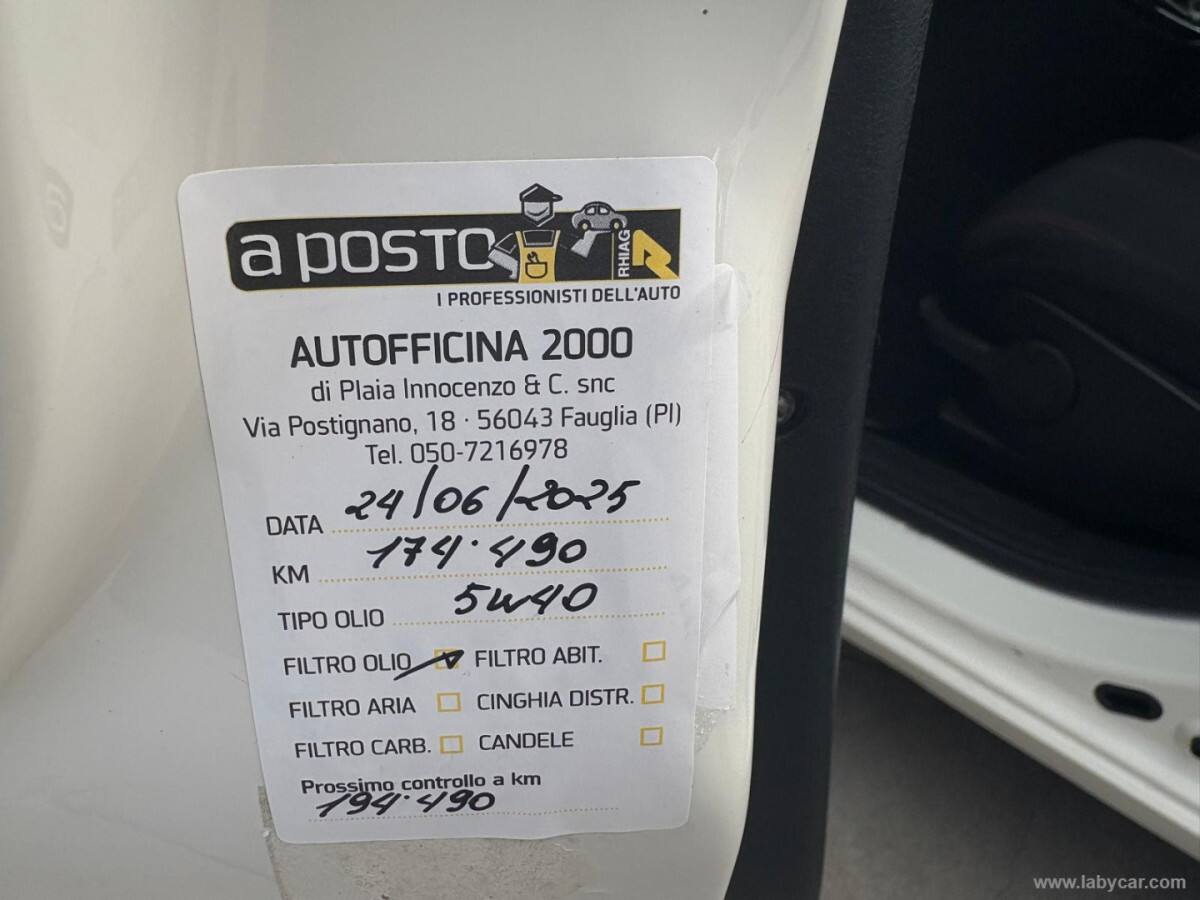 a POSTO
RHIAG
I PROFESSIONISTI DELL'AUTO
AUTOFFICINA 2000
di Plaia Innocenzo & C. snc
Via Postignano, 18 · 56043 Fauglia (PI)
Tel. 050-7216978
DATA 24/06/2025
KM 174.490
TIPO OLIO 5W40
FILTRO OLIO FILTRO ABIT.
FILTRO ARIA CINGHIA DISTR.
FILTRO CARB. CANDELE
Prossimo controllo a km
194.490
www.labycar.com